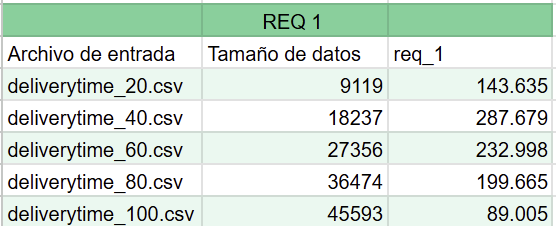 REQ 1
Archivo de entrada Tamaño de datos req_1
deliverytime_20.csv 9119 143.635
deliverytime_40.csv 18237 287.679
deliverytime_60.csv 27356 232.998
deliverytime_80.csv 36474 199.665
deliverytime_100.csv 45593 89.005